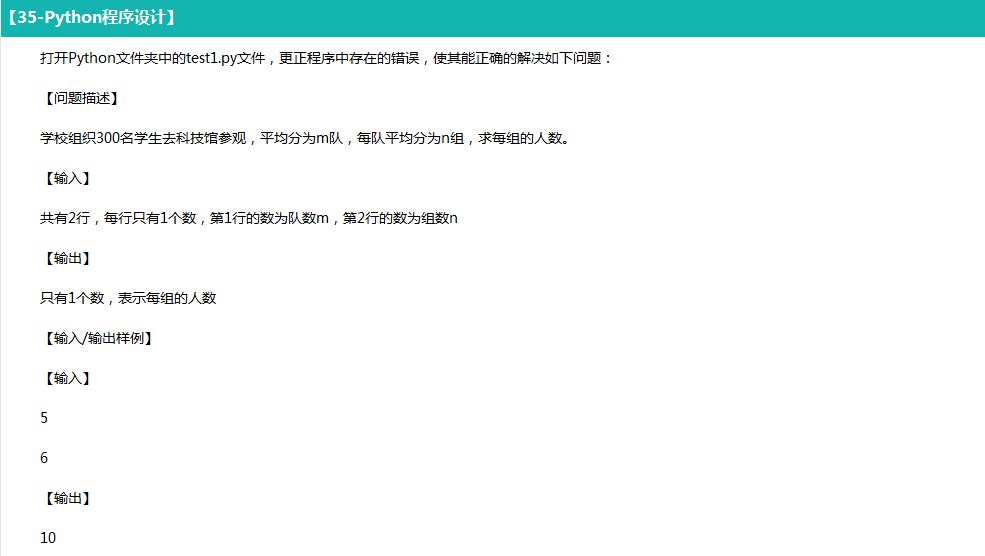 【35-Python程序设计】
打开Python文件夹中的test1.py文件，更正程序中存在的错误，使其能正确的解决如下问题：
【问题描述】
学校组织300名学生去科技馆参观，平均分为m队，每队平均分为n组，求每组的人数。
【输入】
共有2行，每行只有1个数，第1行的数为队数m，第2行的数为组数n
【输出】
只有1个数，表示每组的人数
【输入/输出样例】
【输入】
5
6
【输出】
10